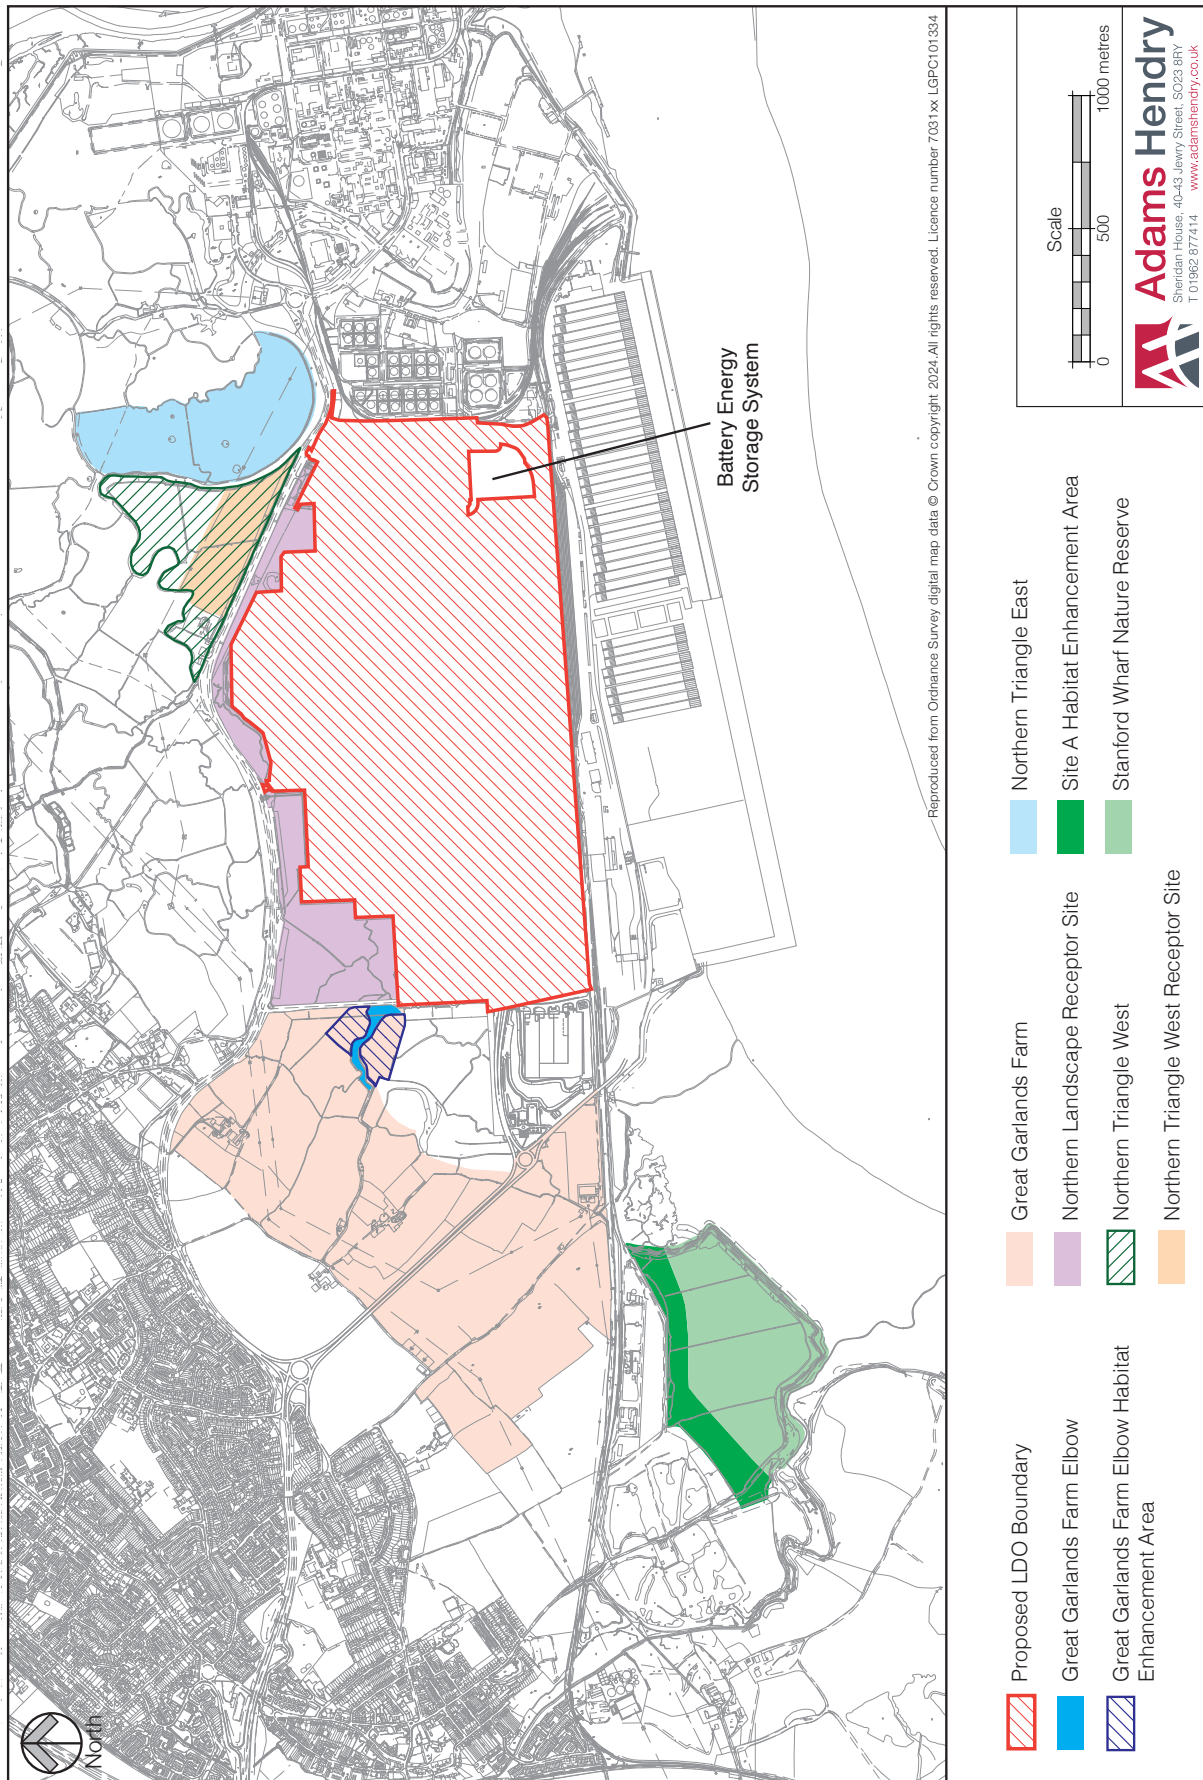 North
Battery Energy
Storage System
Reproduced from Ordnance Survey digital map data © Crown copyright 2024.All rights reserved. Licence number 7031xx LGPC101334
Proposed LDO Boundary
Great Garlands Farm Elbow
Great Garlands Farm Elbow Habitat
Enhancement Area
Great Garlands Farm
Northern Landscape Receptor Site
Northern Triangle West
Northern Triangle West Receptor Site
Northern Triangle East
Site A Habitat Enhancement Area
Stanford Wharf Nature Reserve
Scale
0 500 1000 metres
Adams Hendry
Sheridan House, 40-43 Jewry Street, SO23 8RY
T 01962 877414 www.adamshendry.co.uk